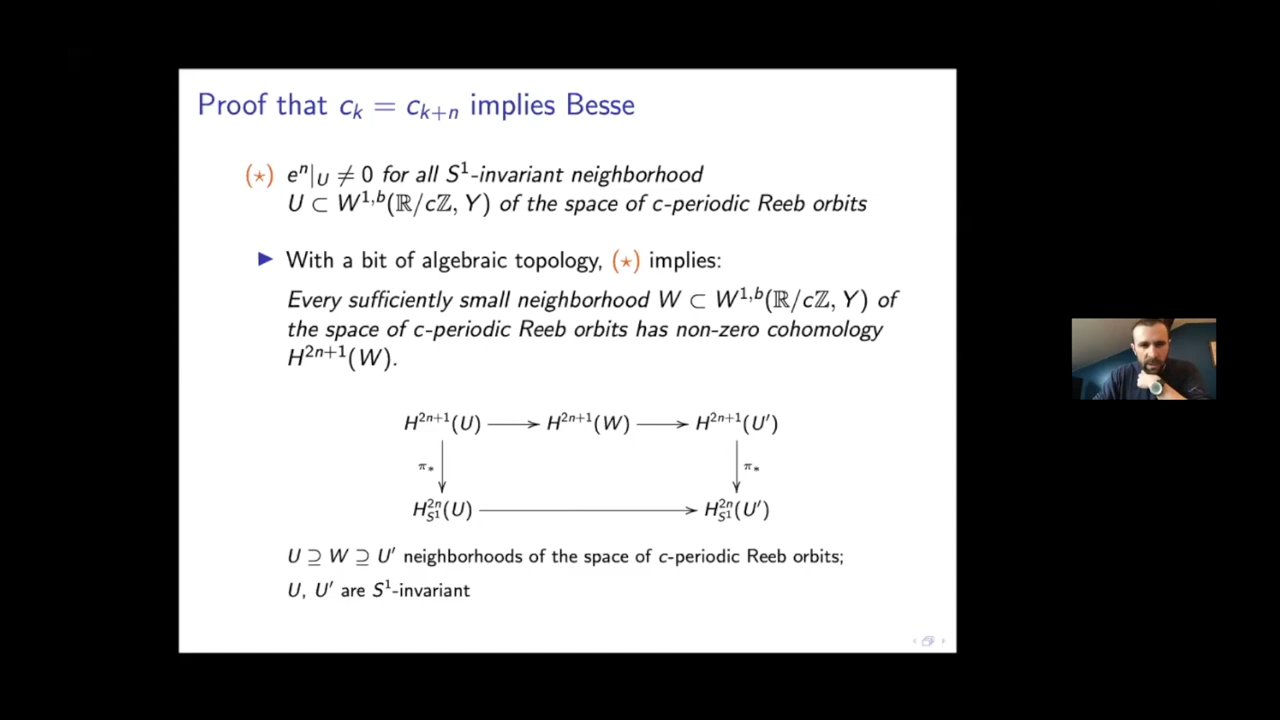 Proof that c_k = c_{k+n} implies Besse
(⋆) e^n|_U ≠ 0 for all S^1-invariant neighborhood
U ⊂ W^{1,b}(ℝ/cℤ, Y) of the space of c-periodic Reeb orbits
▶ With a bit of algebraic topology, (⋆) implies:
Every sufficiently small neighborhood W ⊂ W^{1,b}(ℝ/cℤ, Y) of
the space of c-periodic Reeb orbits has non-zero cohomology
H^{2n+1}(W).
H^{2n+1}(U) → H^{2n+1}(W) → H^{2n+1}(U′)
π_* π_*
H^{2n}_{S^1}(U) → H^{2n}_{S^1}(U′)
U ⊇ W ⊇ U′ neighborhoods of the space of c-periodic Reeb orbits;
U, U′ are S^1-invariant